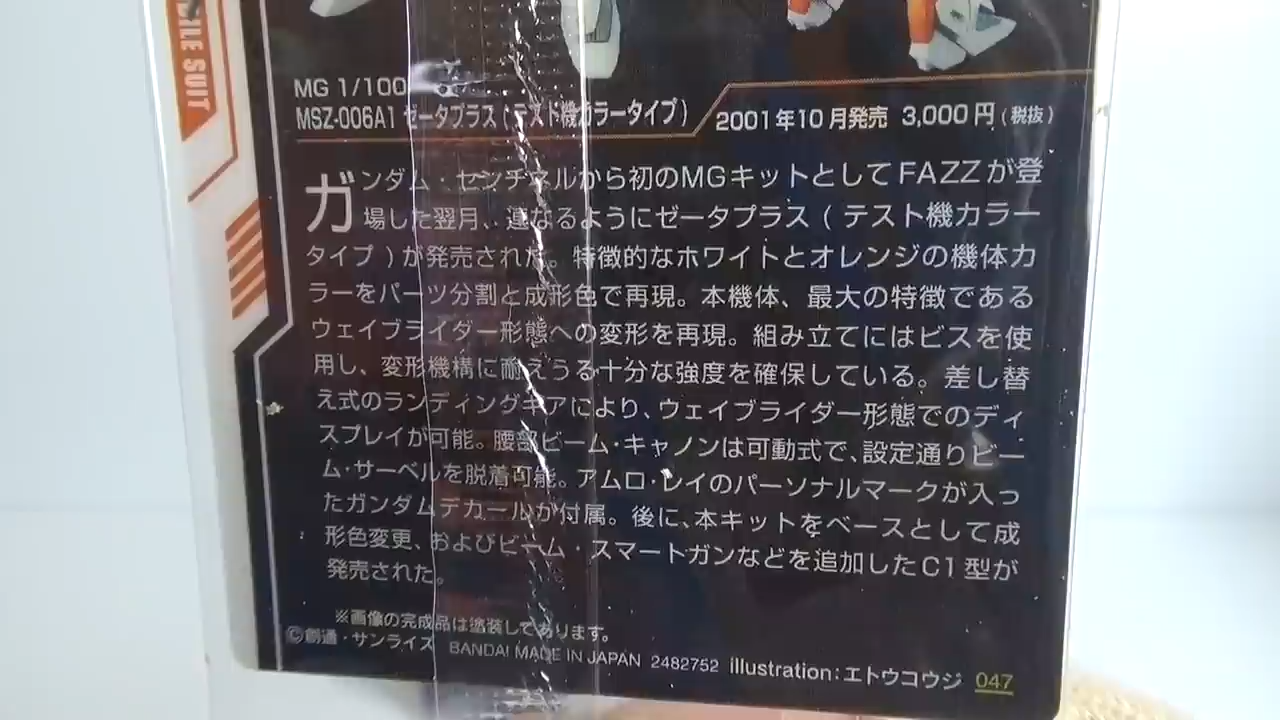 BILE SUIT
MG 1/100
MSZ-006A1 ゼータプラス(テスト機カラータイプ)
2001年10月発売 3,000円(税抜)
ガンダム・センチネルから初のMGキットとしてFAZZが登
場した翌月、遂なるようにゼータプラス(テスト機カラー
タイプ)が発売された。特徴的なホワイトとオレンジの機体カ
ラーをパーツ分割と成形色で再現。本機体、最大の特徴である
ウェイブライダー形態への変形を再現。組み立てにはビスを使
用し、変形機構に耐えうる十分な強度を確保している。差し替
え式のランディングギアにより、ウェイブライダー形態でのディ
スプレイが可能。腰部ビーム・キャノンは可動式で、設定通りビー
ム・サーベルを脱着可能。アムロ・レイのパーソナルマークが入っ
たガンダムデカールが付属。後に、本キットをベースとして成
形色変更、およびビーム・スマートガンなどを追加したC1型が
発売された。
※画像の完成品は塗装してあります。
©創通・サンライズ BANDAI MADE IN JAPAN 2482752 illustration:エトウコウジ 047